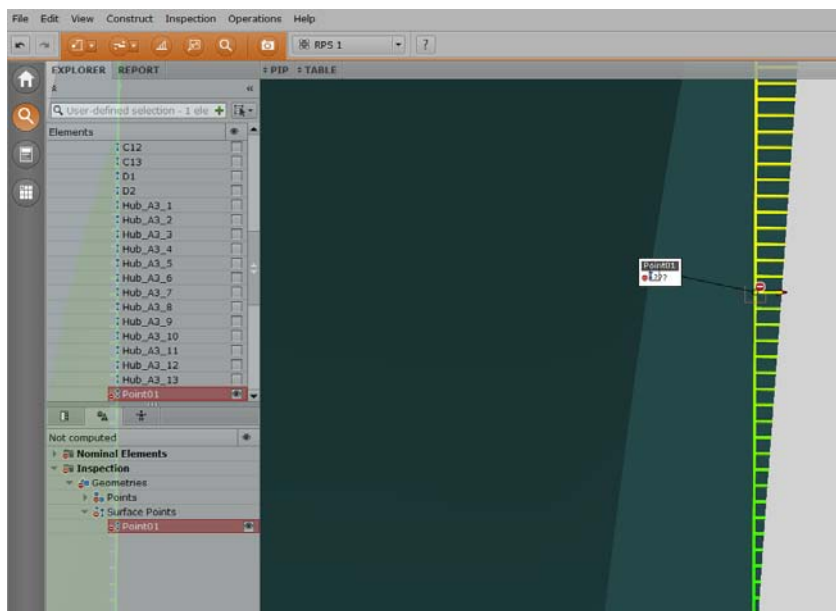 File Edit View Construct Inspection Operations Help
RPS 1
?
EXPLORER REPORT
PIP TABLE
User-defined selection - 1 ele
Elements
C12
C13
D1
D2
Hub_A3_1
Hub_A3_2
Hub_A3_3
Hub_A3_4
Hub_A3_5
Hub_A3_6
Hub_A3_7
Hub_A3_8
Hub_A3_9
Hub_A3_10
Hub_A3_11
Hub_A3_12
Hub_A3_13
Point01
Point01
???
Not computed
Nominal Elements
Inspection
Geometries
Points
Surface Points
Point01